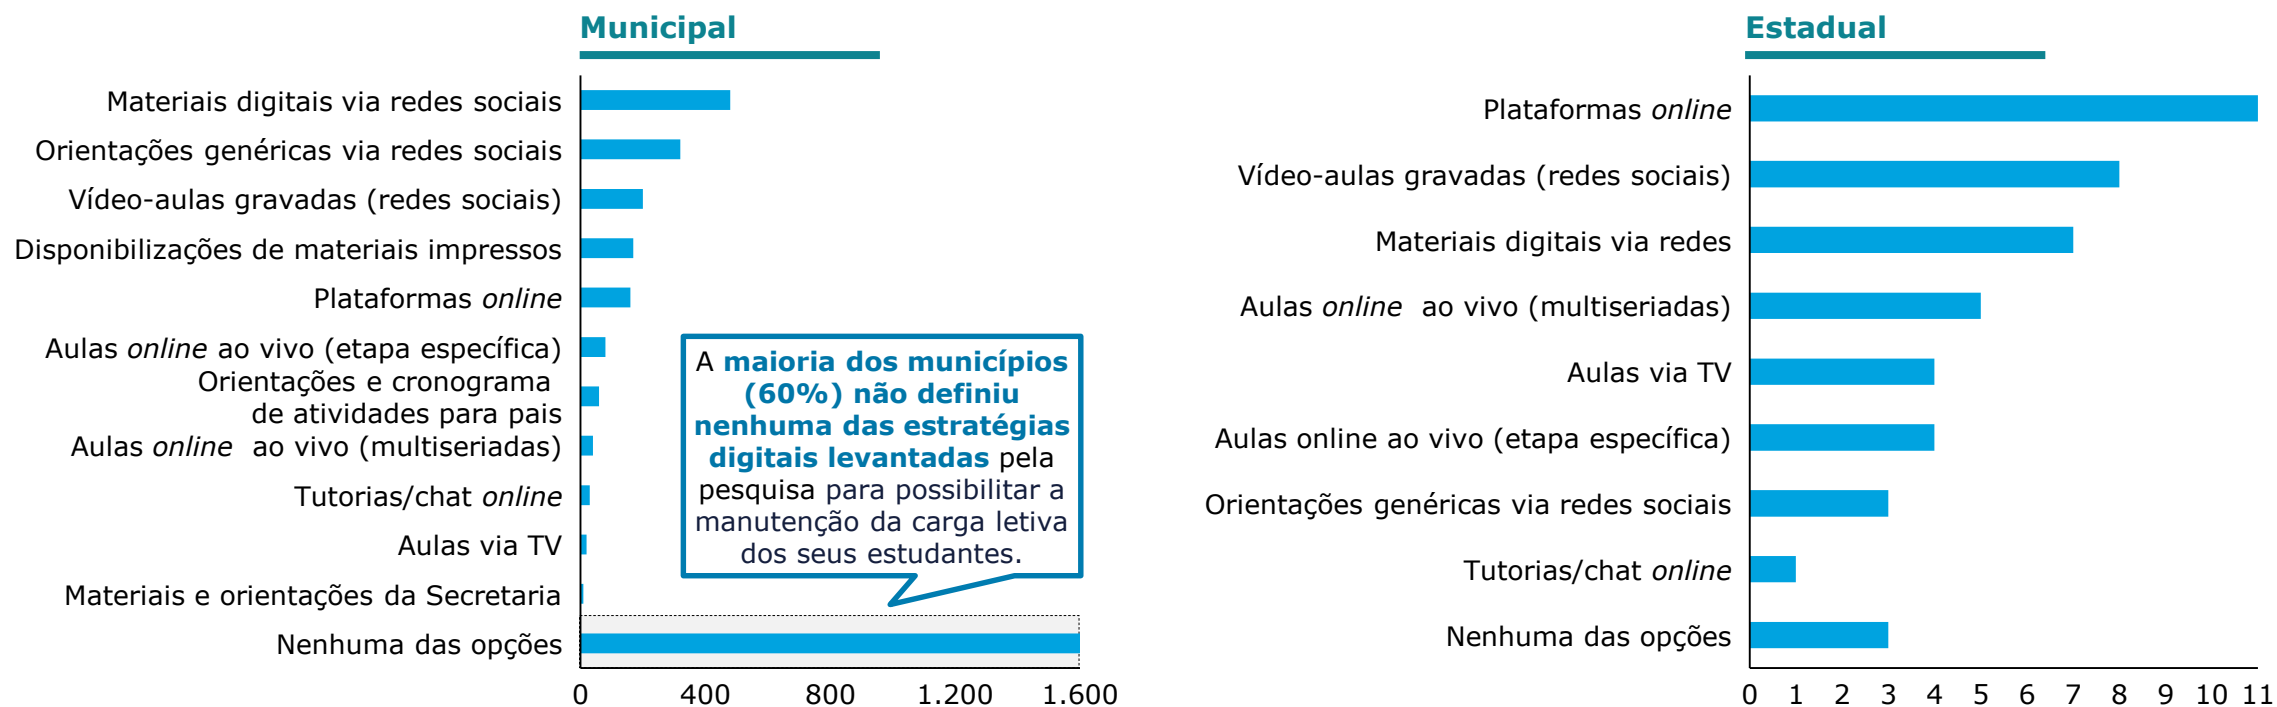 Municipal
Materiais digitais via redes sociais
Orientações genéricas via redes sociais
Vídeo-aulas gravadas (redes sociais)
Disponibilizações de materiais impressos
Plataformas online
Aulas online ao vivo (etapa específica)
Orientações e cronograma
de atividades para pais
Aulas online ao vivo (multiseriadas)
Tutorias/chat online
Aulas via TV
Materiais e orientações da Secretaria
Nenhuma das opções
0 400 800 1.200 1.600
A maioria dos municípios
(60%) não definiu
nenhuma das estratégias
digitais levantadas pela
pesquisa para possibilitar a
manutenção da carga letiva
dos seus estudantes.
Estadual
Plataformas online
Vídeo-aulas gravadas (redes sociais)
Materiais digitais via redes
Aulas online ao vivo (multiseriadas)
Aulas via TV
Aulas online ao vivo (etapa específica)
Orientações genéricas via redes sociais
Tutorias/chat online
Nenhuma das opções
0 1 2 3 4 5 6 7 8 9 10 11